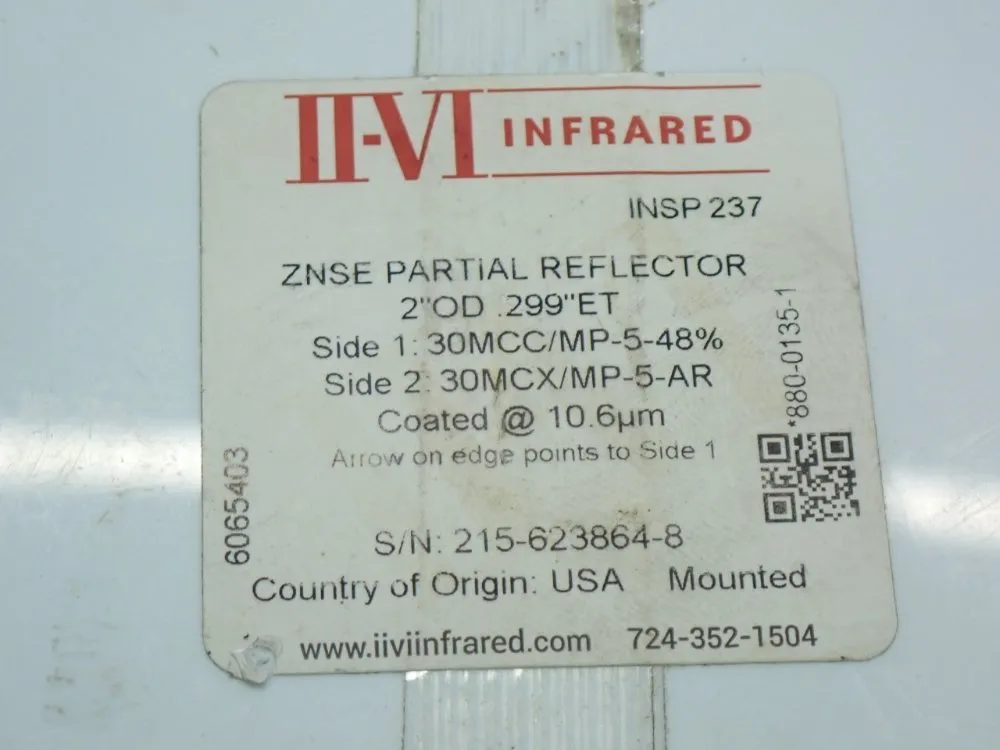 II-VI INFRARED
INSP 237
ZNSE PARTIAL REFLECTOR
2"OD .299"ET
Side 1: 30MCC/MP-5-48%
Side 2: 30MCX/MP-5-AR
Coated @ 10.6µm
Arrow on edge points to Side 1
*880-0135-1
6065403
S/N: 215-623864-8
Country of Origin: USA Mounted
www.iiviinfrared.com 724-352-1504